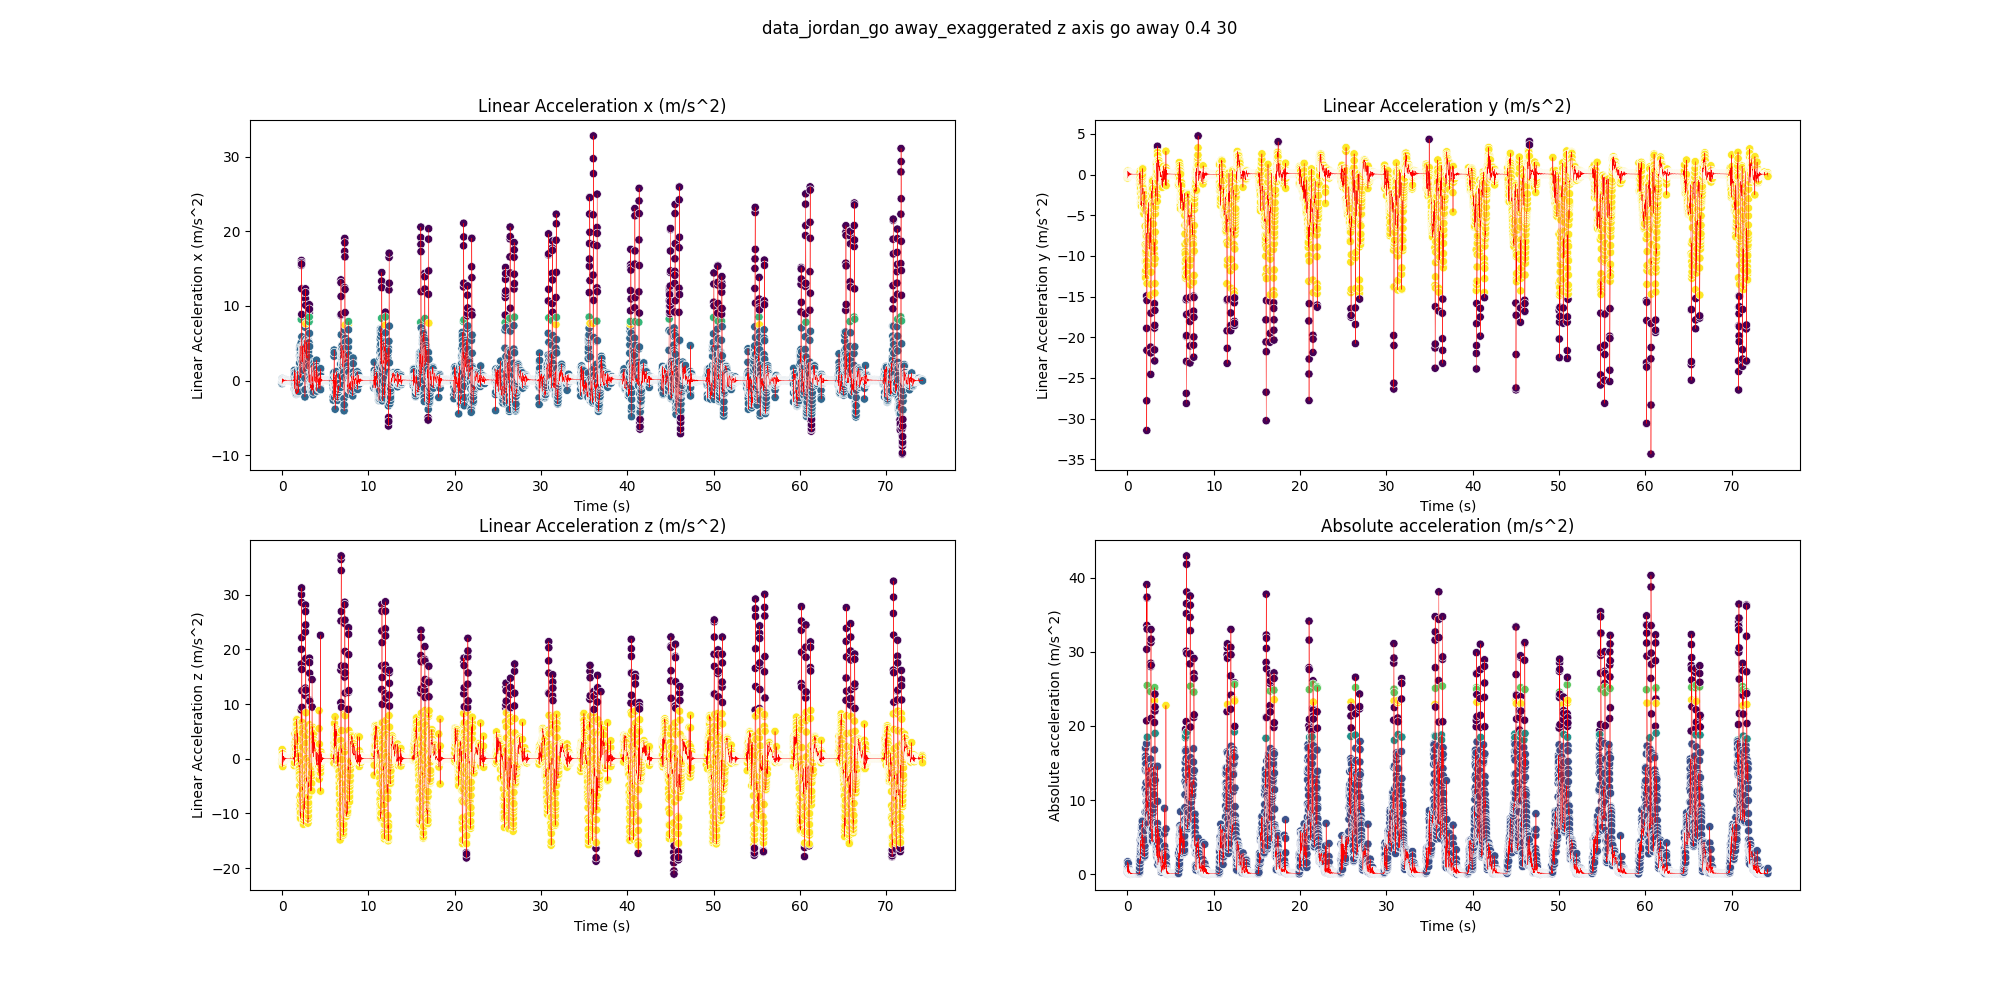 data_jordan_go away_exaggerated z axis go away 0.4 30
Linear Acceleration x (m/s^2)
Linear Acceleration x (m/s^2)
30
20
10
0
−10
0 10 20 30 40 50 60 70
Time (s)
Linear Acceleration y (m/s^2)
Linear Acceleration y (m/s^2)
5
0
−5
−10
−15
−20
−25
−30
−35
0 10 20 30 40 50 60 70
Time (s)
Linear Acceleration z (m/s^2)
Linear Acceleration z (m/s^2)
30
20
10
0
−10
−20
0 10 20 30 40 50 60 70
Time (s)
Absolute acceleration (m/s^2)
Absolute acceleration (m/s^2)
40
30
20
10
0
0 10 20 30 40 50 60 70
Time (s)